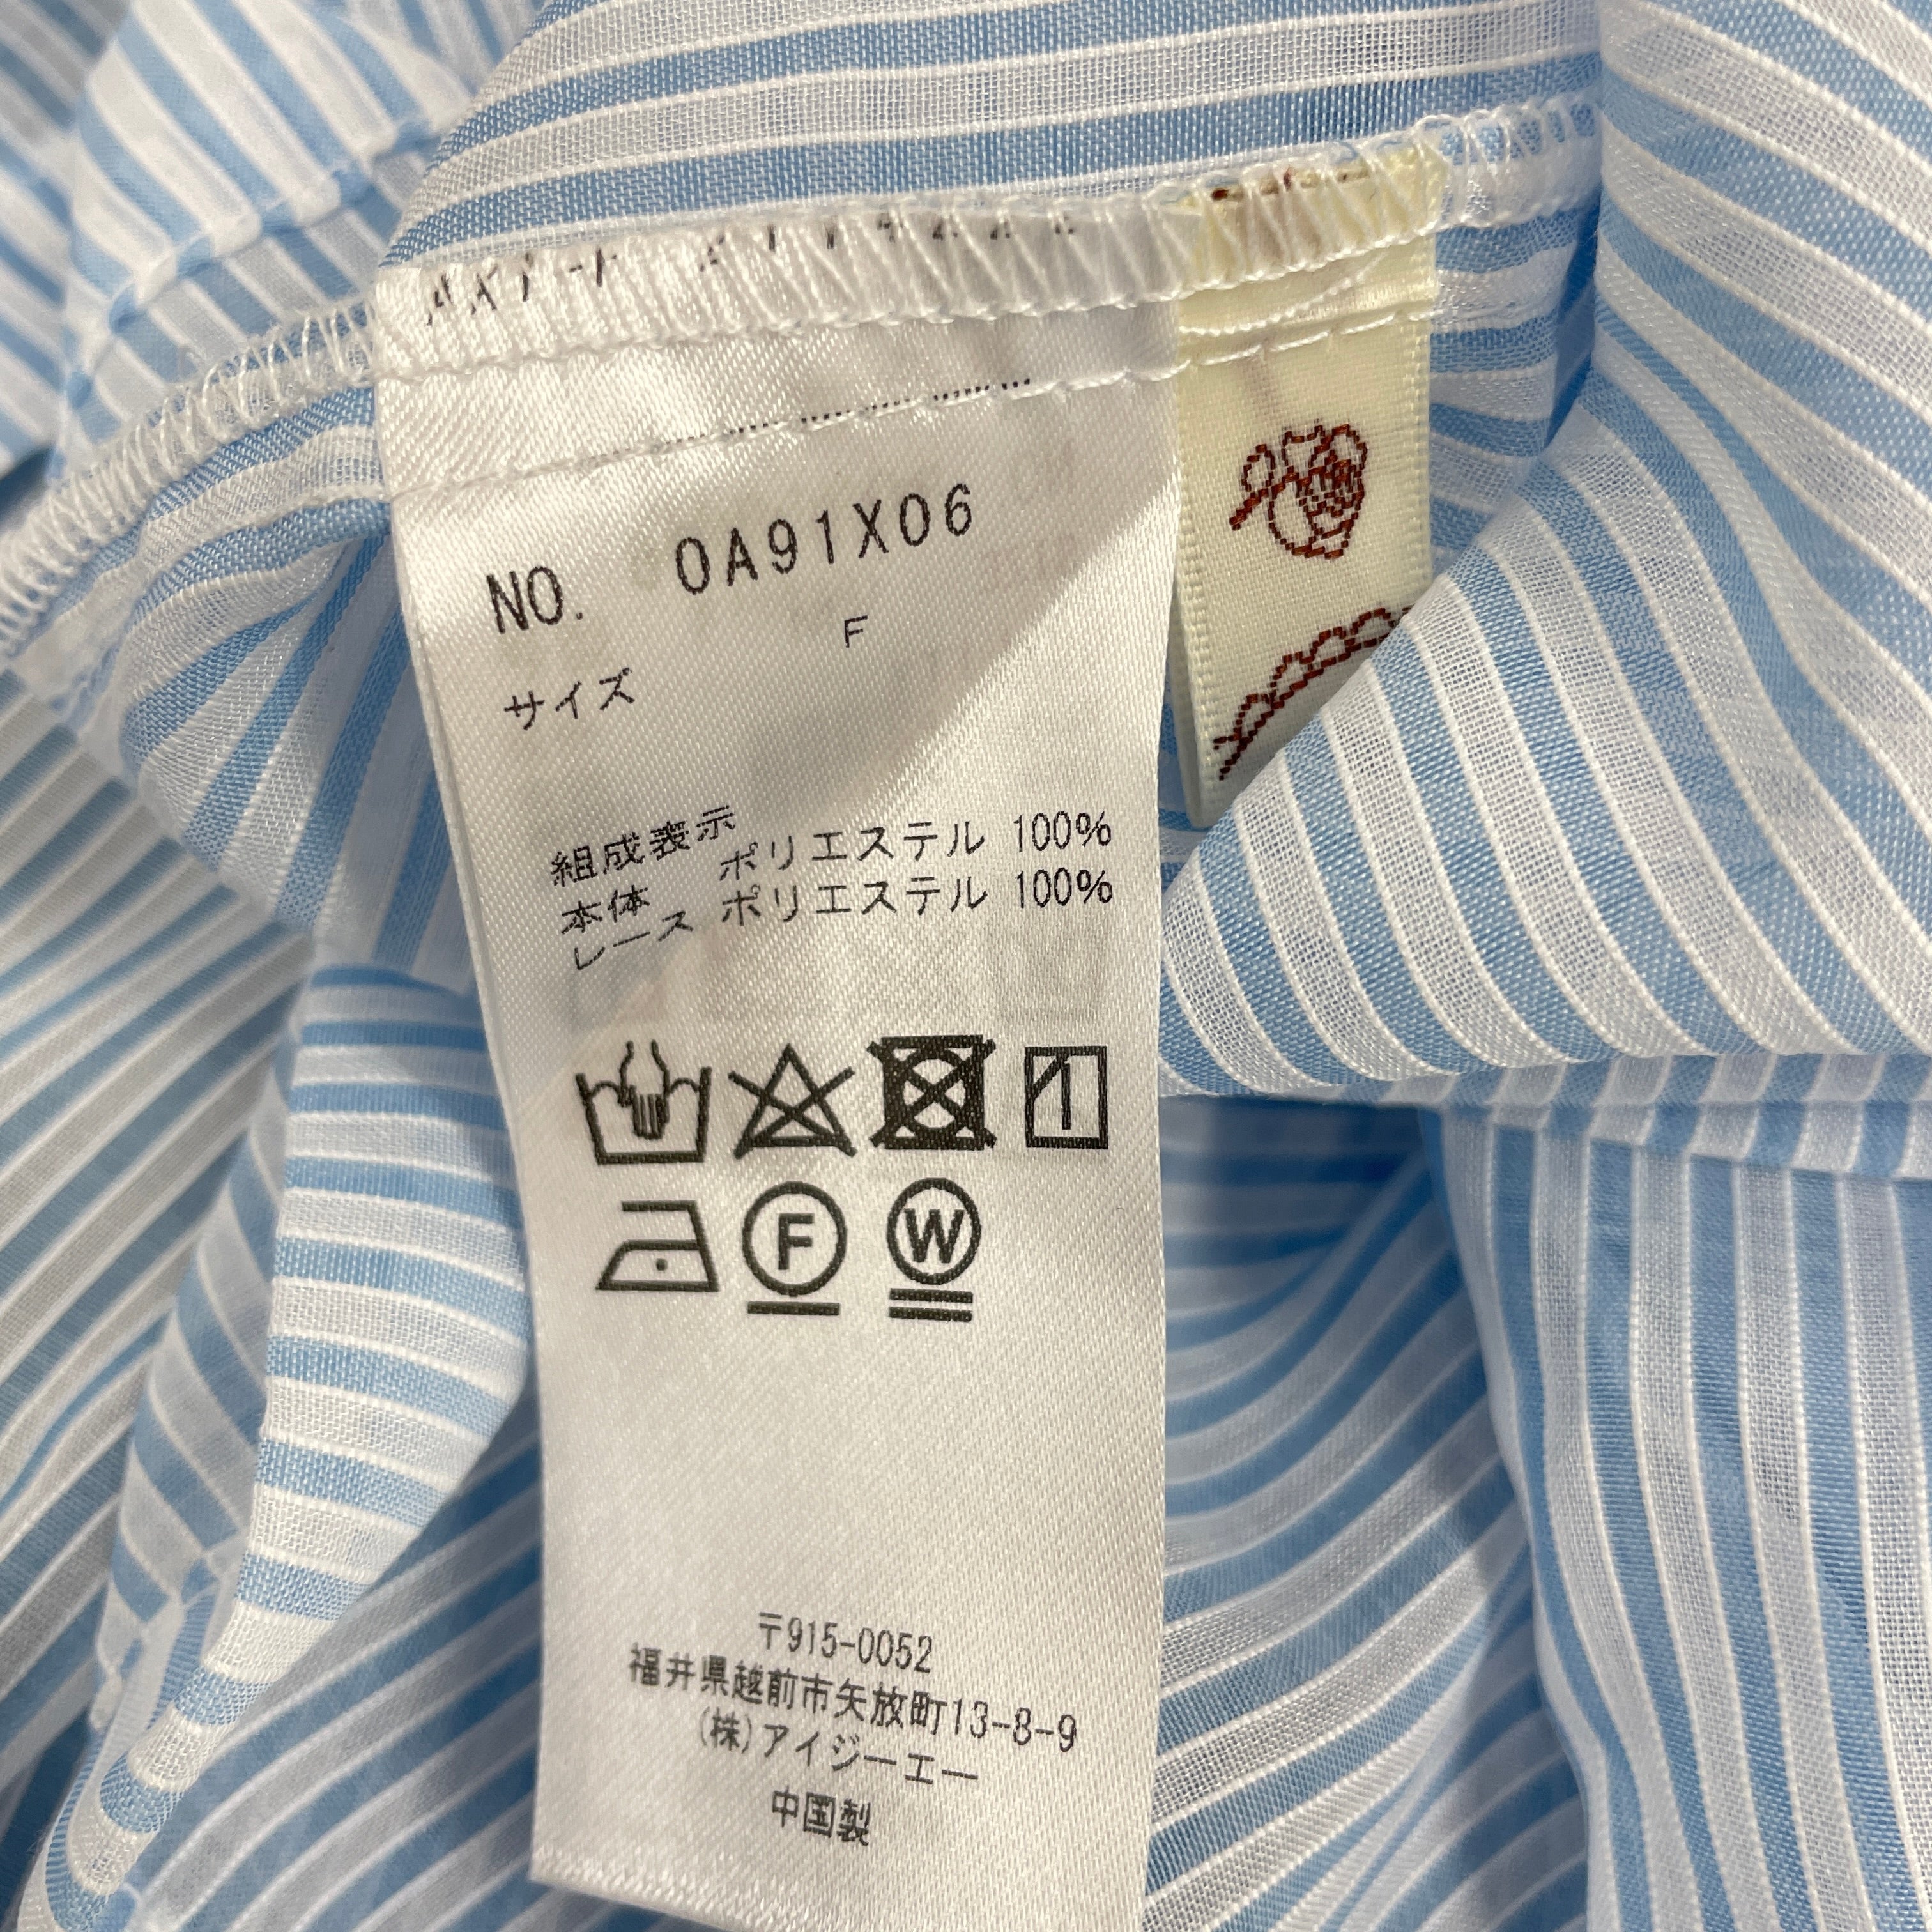 NO. 0A91X06
サイズ F
組成表示
本体 ポリエステル 100%
レース ポリエステル 100%
F W
〒915-0052
福井県越前市矢放町13-8-9
(株)アイジーエー
中国製